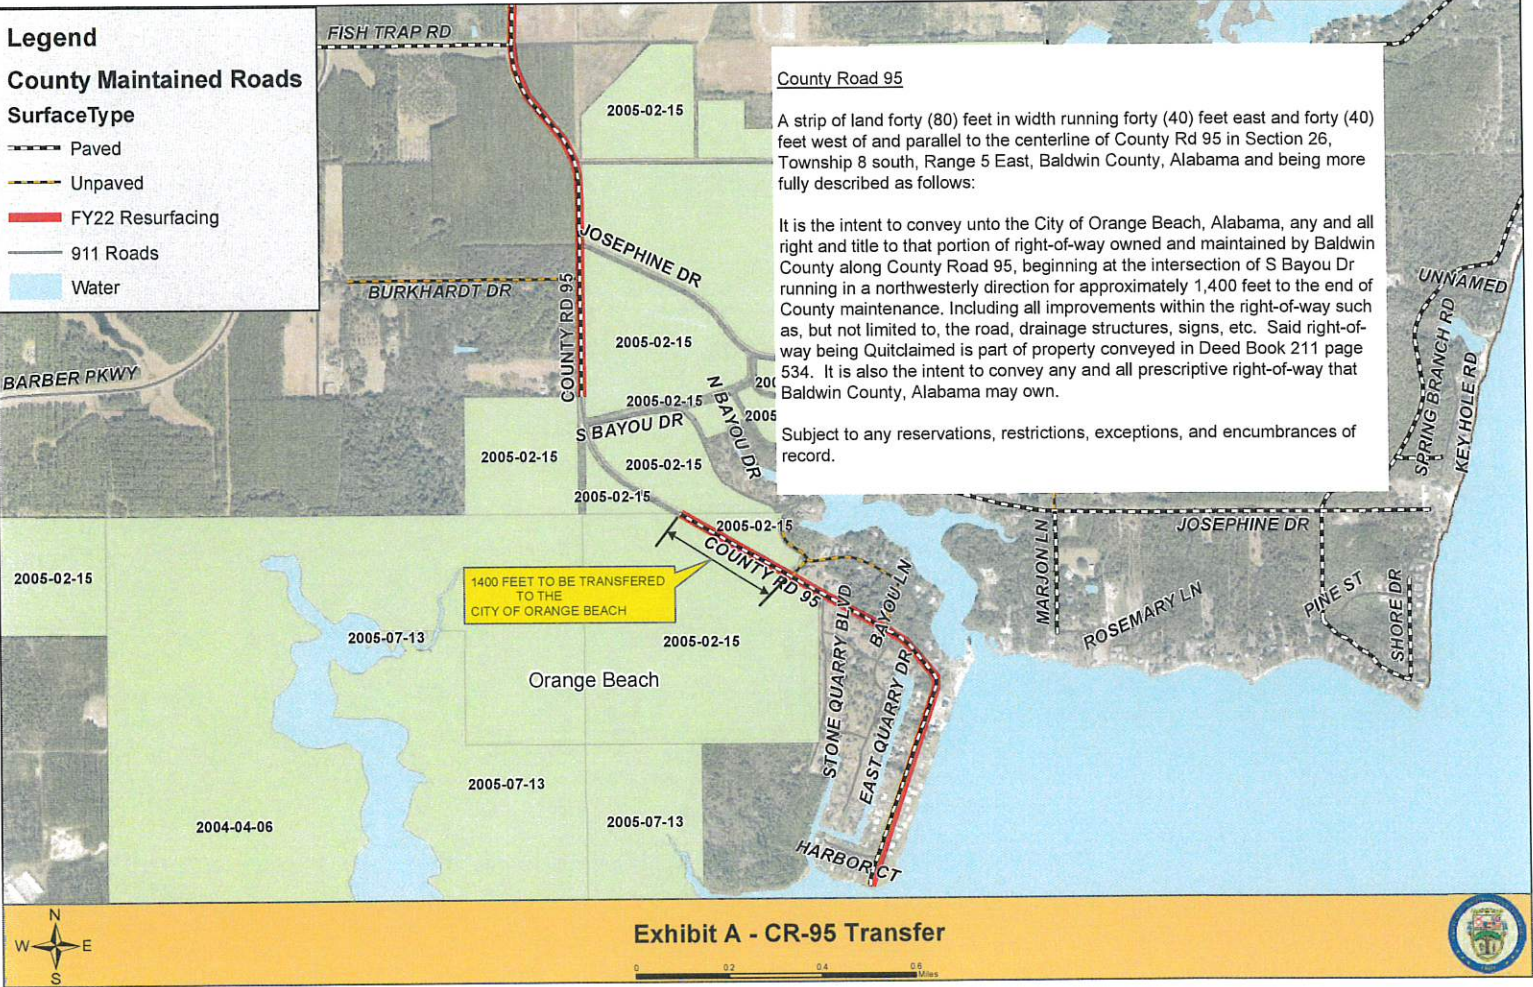 Legend
County Maintained Roads
SurfaceType
Paved
Unpaved
FY22 Resurfacing
911 Roads
Water
FISH TRAP RD
2005-02-15
County Road 95
A strip of land forty (80) feet in width running forty (40) feet east and forty (40)
feet west of and parallel to the centerline of County Rd 95 in Section 26,
Township 8 south, Range 5 East, Baldwin County, Alabama and being more
fully described as follows:
It is the intent to convey unto the City of Orange Beach, Alabama, any and all
right and title to that portion of right-of-way owned and maintained by Baldwin
County along County Road 95, beginning at the intersection of S Bayou Dr
running in a northwesterly direction for approximately 1,400 feet to the end of
County maintenance. Including all improvements within the right-of-way such
as, but not limited to, the road, drainage structures, signs, etc. Said right-of-
way being Quitclaimed is part of property conveyed in Deed Book 211 page
534. It is also the intent to convey any and all prescriptive right-of-way that
Baldwin County, Alabama may own.
Subject to any reservations, restrictions, exceptions, and encumbrances of
record.
JOSEPHINE DR
BURKHARDT DR
COUNTY RD 95
2005-02-15
BARBER PKWY
N BAYOU DR
200
2005-02-15
2005
S BAYOU DR
2005-02-15
2005-02-15
2005-02-15
UNNAMED
SPRING BRANCH RD
KEY HOLE RD
2005-02-15
COUNTY RD 95
JOSEPHINE DR
MARJON LN
ROSEMARY LN
PINE ST
SHORE DR
2005-02-15
1400 FEET TO BE TRANSFERED
TO THE
CITY OF ORANGE BEACH
STONE QUARRY BLVD
BAYOU LN
EAST QUARRY DR
2005-07-13
2005-02-15
Orange Beach
2005-07-13
2004-04-06
2005-07-13
HARBOR CT
N
W E
S
Exhibit A - CR-95 Transfer
0 0.2 0.4 0.6
Miles